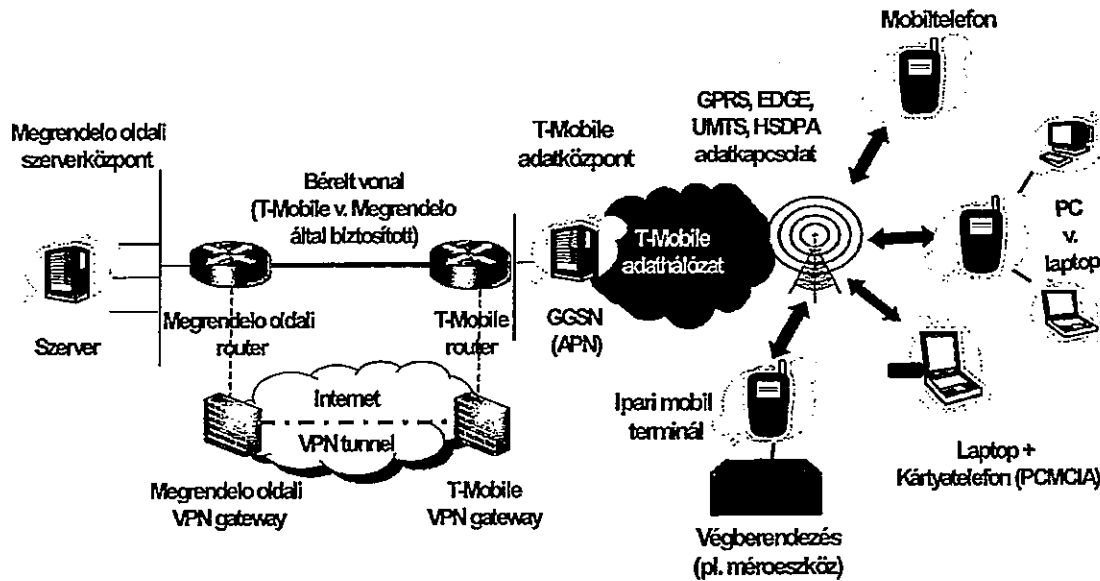 Mobiltelefon
GPRS, EDGE,
UMTS, HSDPA
adatkapcsolat
Megrendelo oldali
szerverközpont
T-Mobile
adatközpont
Bérelt vonal
(T-Mobile v. Megrendelo
által biztosított)
PC
v.
laptop
T-Mobile
adathálózat
Szerver
Megrendelo oldali
router
T-Mobile
router
GGSN
(APN)
Internet
VPN tunnel
Ipari mobil
terminál
Megrendelo oldali
VPN gateway
T-Mobile
VPN gateway
Laptop +
Kártyatelefon (PCMCIA)
Végberendezés
(pl. méroeszköz)